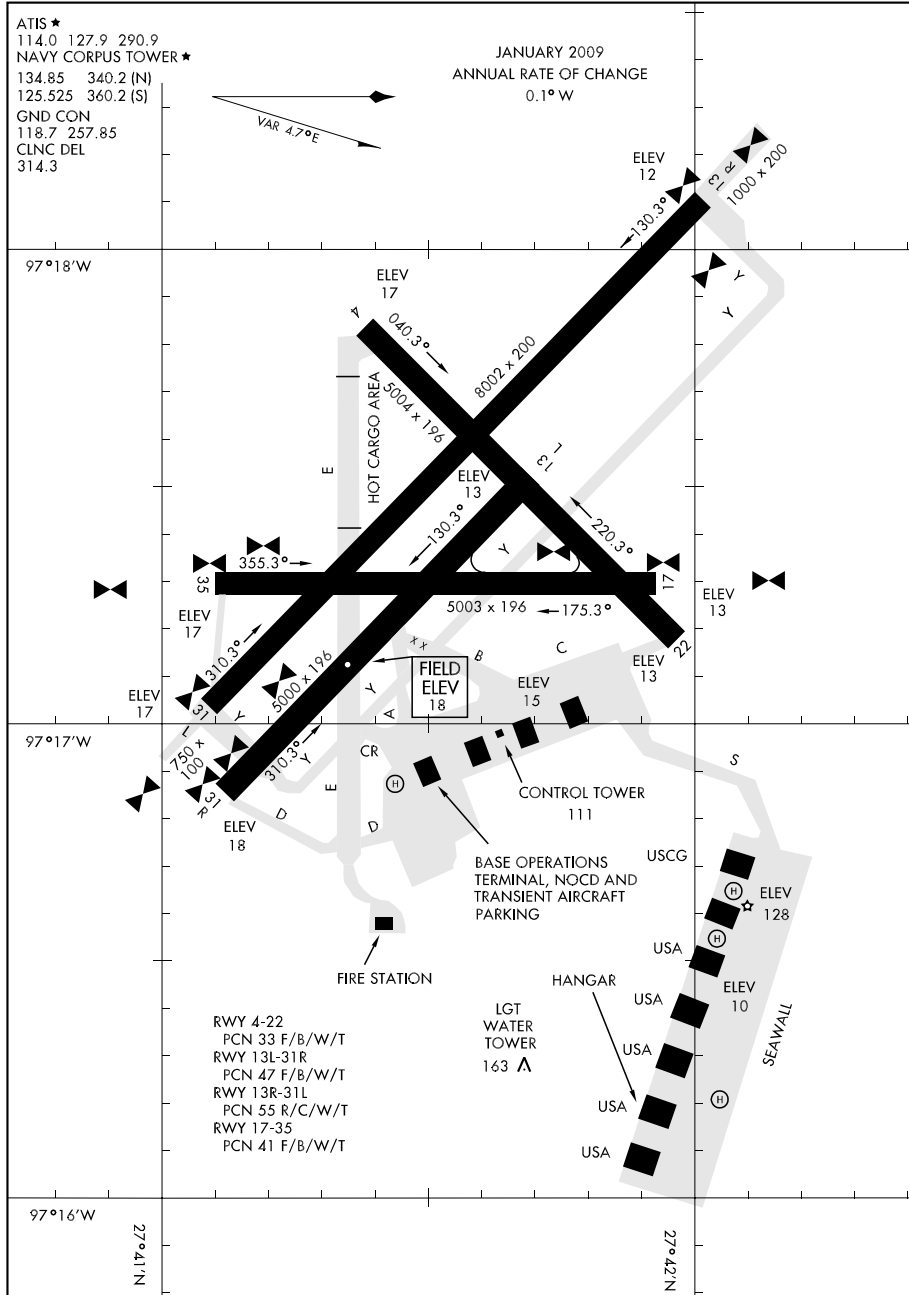 ATIS ★
114.0 127.9 290.9
NAVY CORPUS TOWER ★
134.85 340.2 (N)
125.525 360.2 (S)
GND CON
118.7 257.85
CLNC DEL
314.3
JANUARY 2009
ANNUAL RATE OF CHANGE
0.1° W
VAR 4.7°E
ELEV
12
13
R
1000 x 200
130.3°
97°18'W
ELEV
17
4
040.3°
Y
Y
8002 x 200
5004 x 196
HOT CARGO AREA
E
L
13
ELEV
13
130.3°
Y
220.3°
355.3°
35
17
5003 x 196
175.3°
ELEV
13
ELEV
17
310.3°
5000 x 196
X X
B
C
22
ELEV
13
FIELD
ELEV
18
ELEV
15
ELEV
17
31
L
Y
Y
A
97°17'W
750 x
100
310.3°
Y
CR
E
H
S
31
R
D
D
ELEV
18
CONTROL TOWER
111
BASE OPERATIONS
TERMINAL, NOCD AND
TRANSIENT AIRCRAFT
PARKING
USCG
H
ELEV
128
H
USA
FIRE STATION
HANGAR
ELEV
10
USA
SEAWALL
LGT
WATER
TOWER
163
USA
H
USA
USA
RWY 4-22
PCN 33 F/B/W/T
RWY 13L-31R
PCN 47 F/B/W/T
RWY 13R-31L
PCN 55 R/C/W/T
RWY 17-35
PCN 41 F/B/W/T
97°16'W
27°41'N
27°42'N